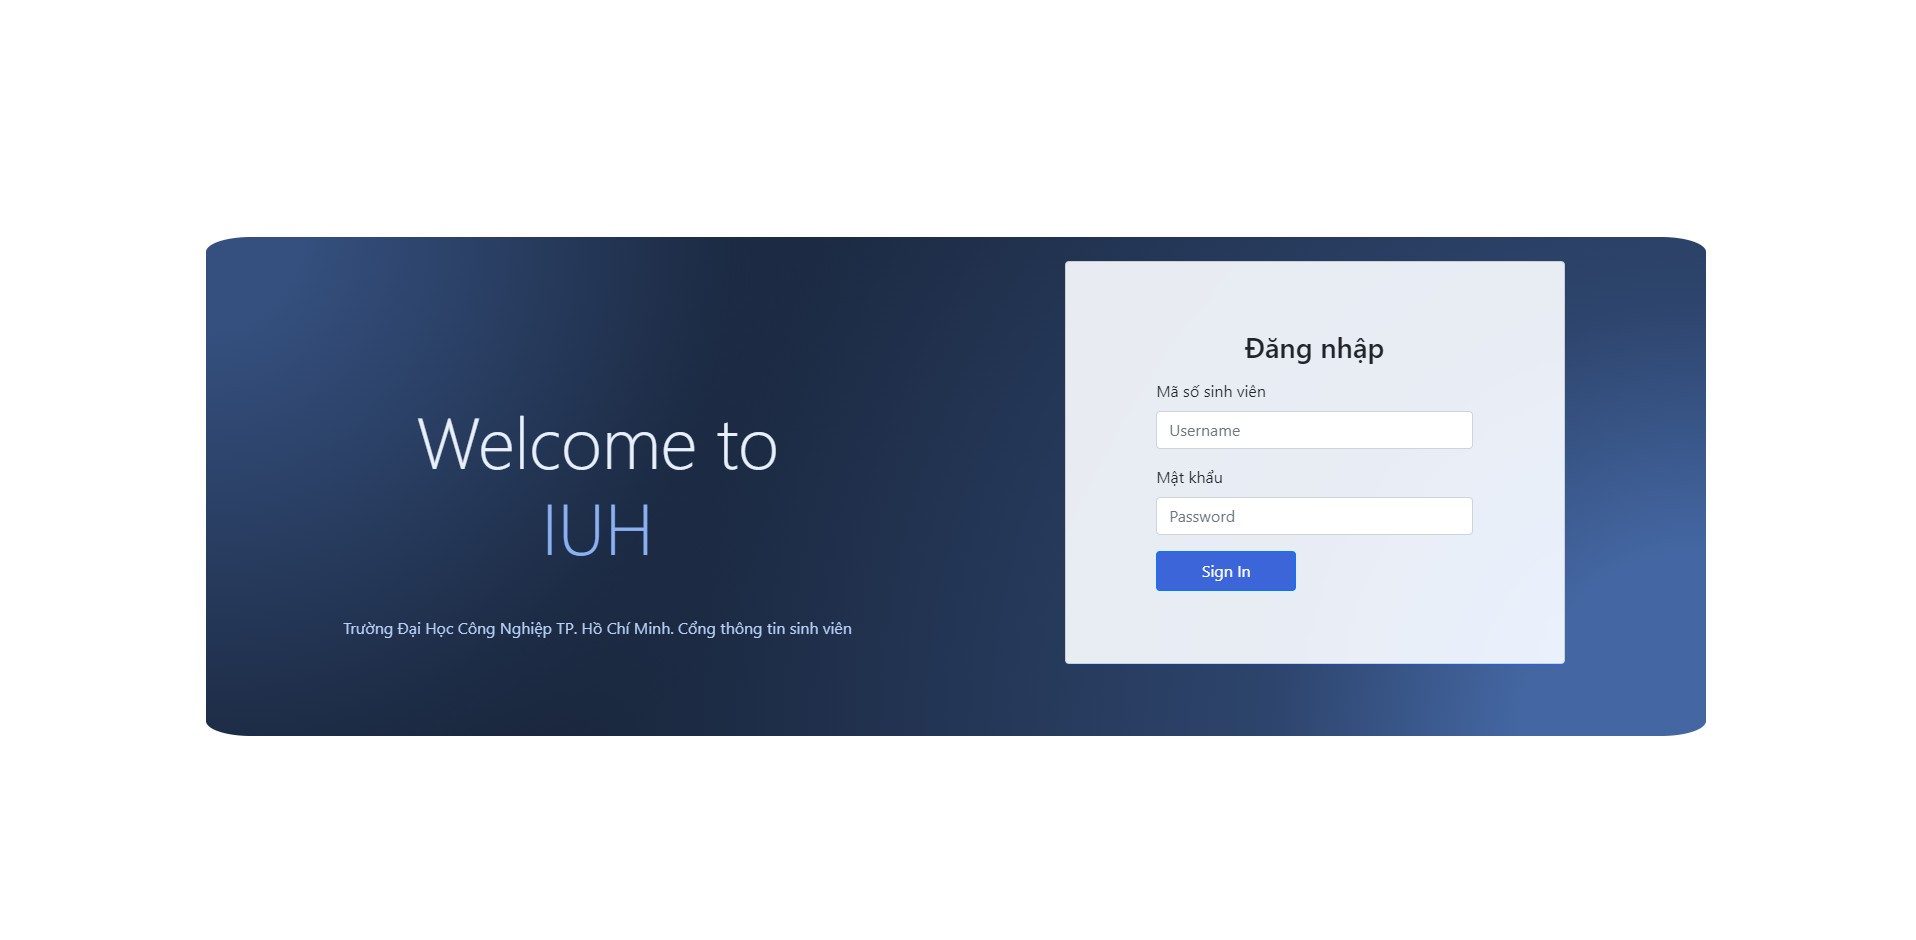 Welcome to
IUH
Trường Đại Học Công Nghiệp TP. Hồ Chí Minh. Cổng thông tin sinh viên
Đăng nhập
Mã số sinh viên
Username
Mật khẩu
Password
Sign In